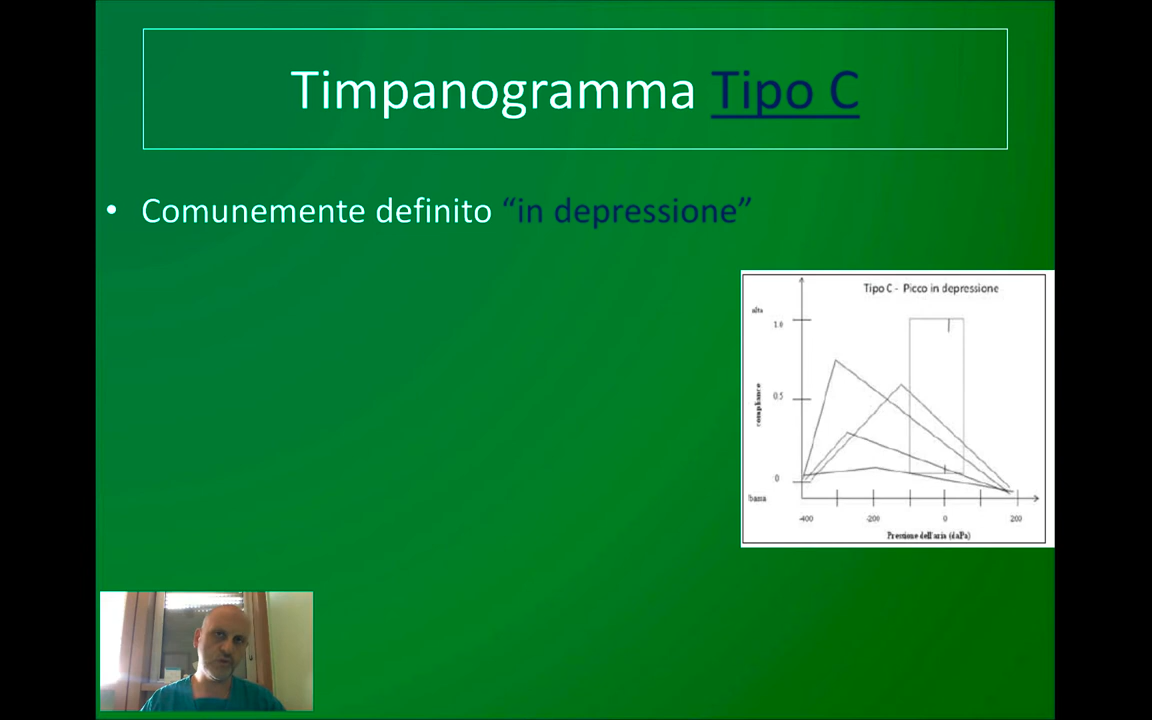 Timpanogramma Tipo C
• Comunemente definito “in depressione”
Tipo C - Picco in depressione
alta
1.0
0.5
compliance
0
bassa
-400 -200 0 200
Pressione dell'aria (daPa)